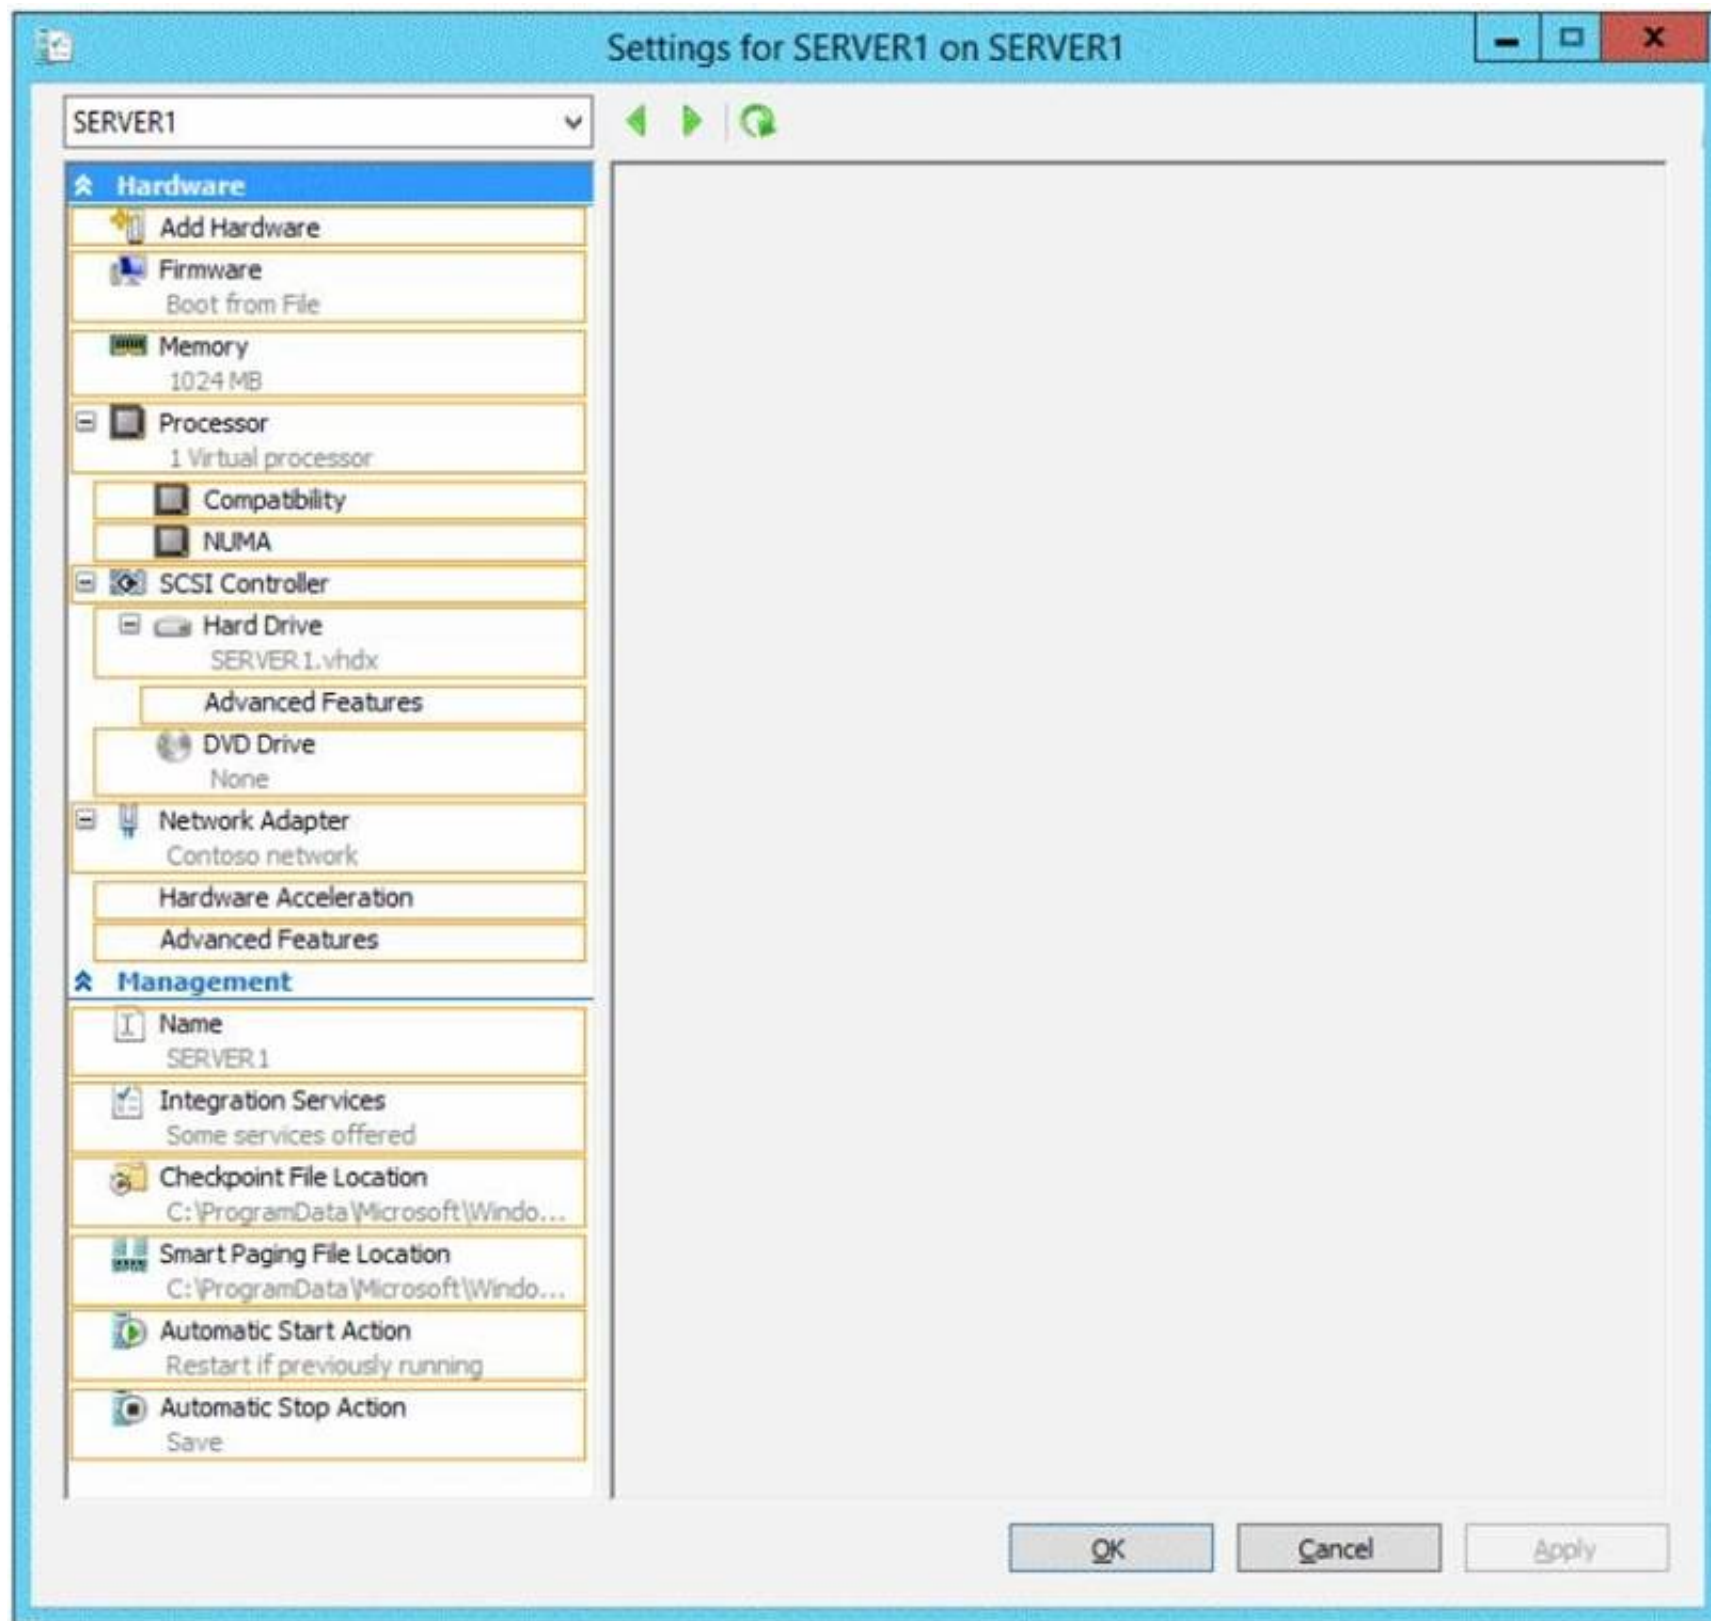 Settings for SERVER1 on SERVER1
SERVER1
Hardware
Add Hardware
Firmware
Boot from File
Memory
1024 MB
Processor
1 Virtual processor
Compatibility
NUMA
SCSI Controller
Hard Drive
SERVER1.vhdx
Advanced Features
DVD Drive
None
Network Adapter
Contoso network
Hardware Acceleration
Advanced Features
Management
Name
SERVER1
Integration Services
Some services offered
Checkpoint File Location
C:\ProgramData\Microsoft\Windo...
Smart Paging File Location
C:\ProgramData\Microsoft\Windo...
Automatic Start Action
Restart if previously running
Automatic Stop Action
Save
OK Cancel Apply